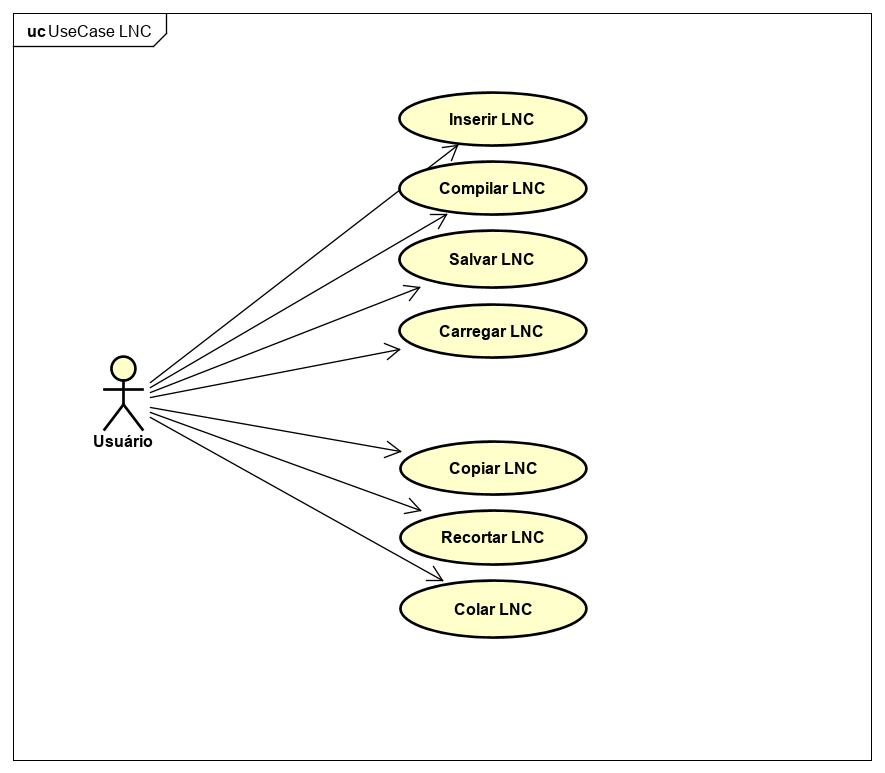 uc UseCase LNC
Inserir LNC
Compilar LNC
Salvar LNC
Carregar LNC
Usuário
Copiar LNC
Recortar LNC
Colar LNC